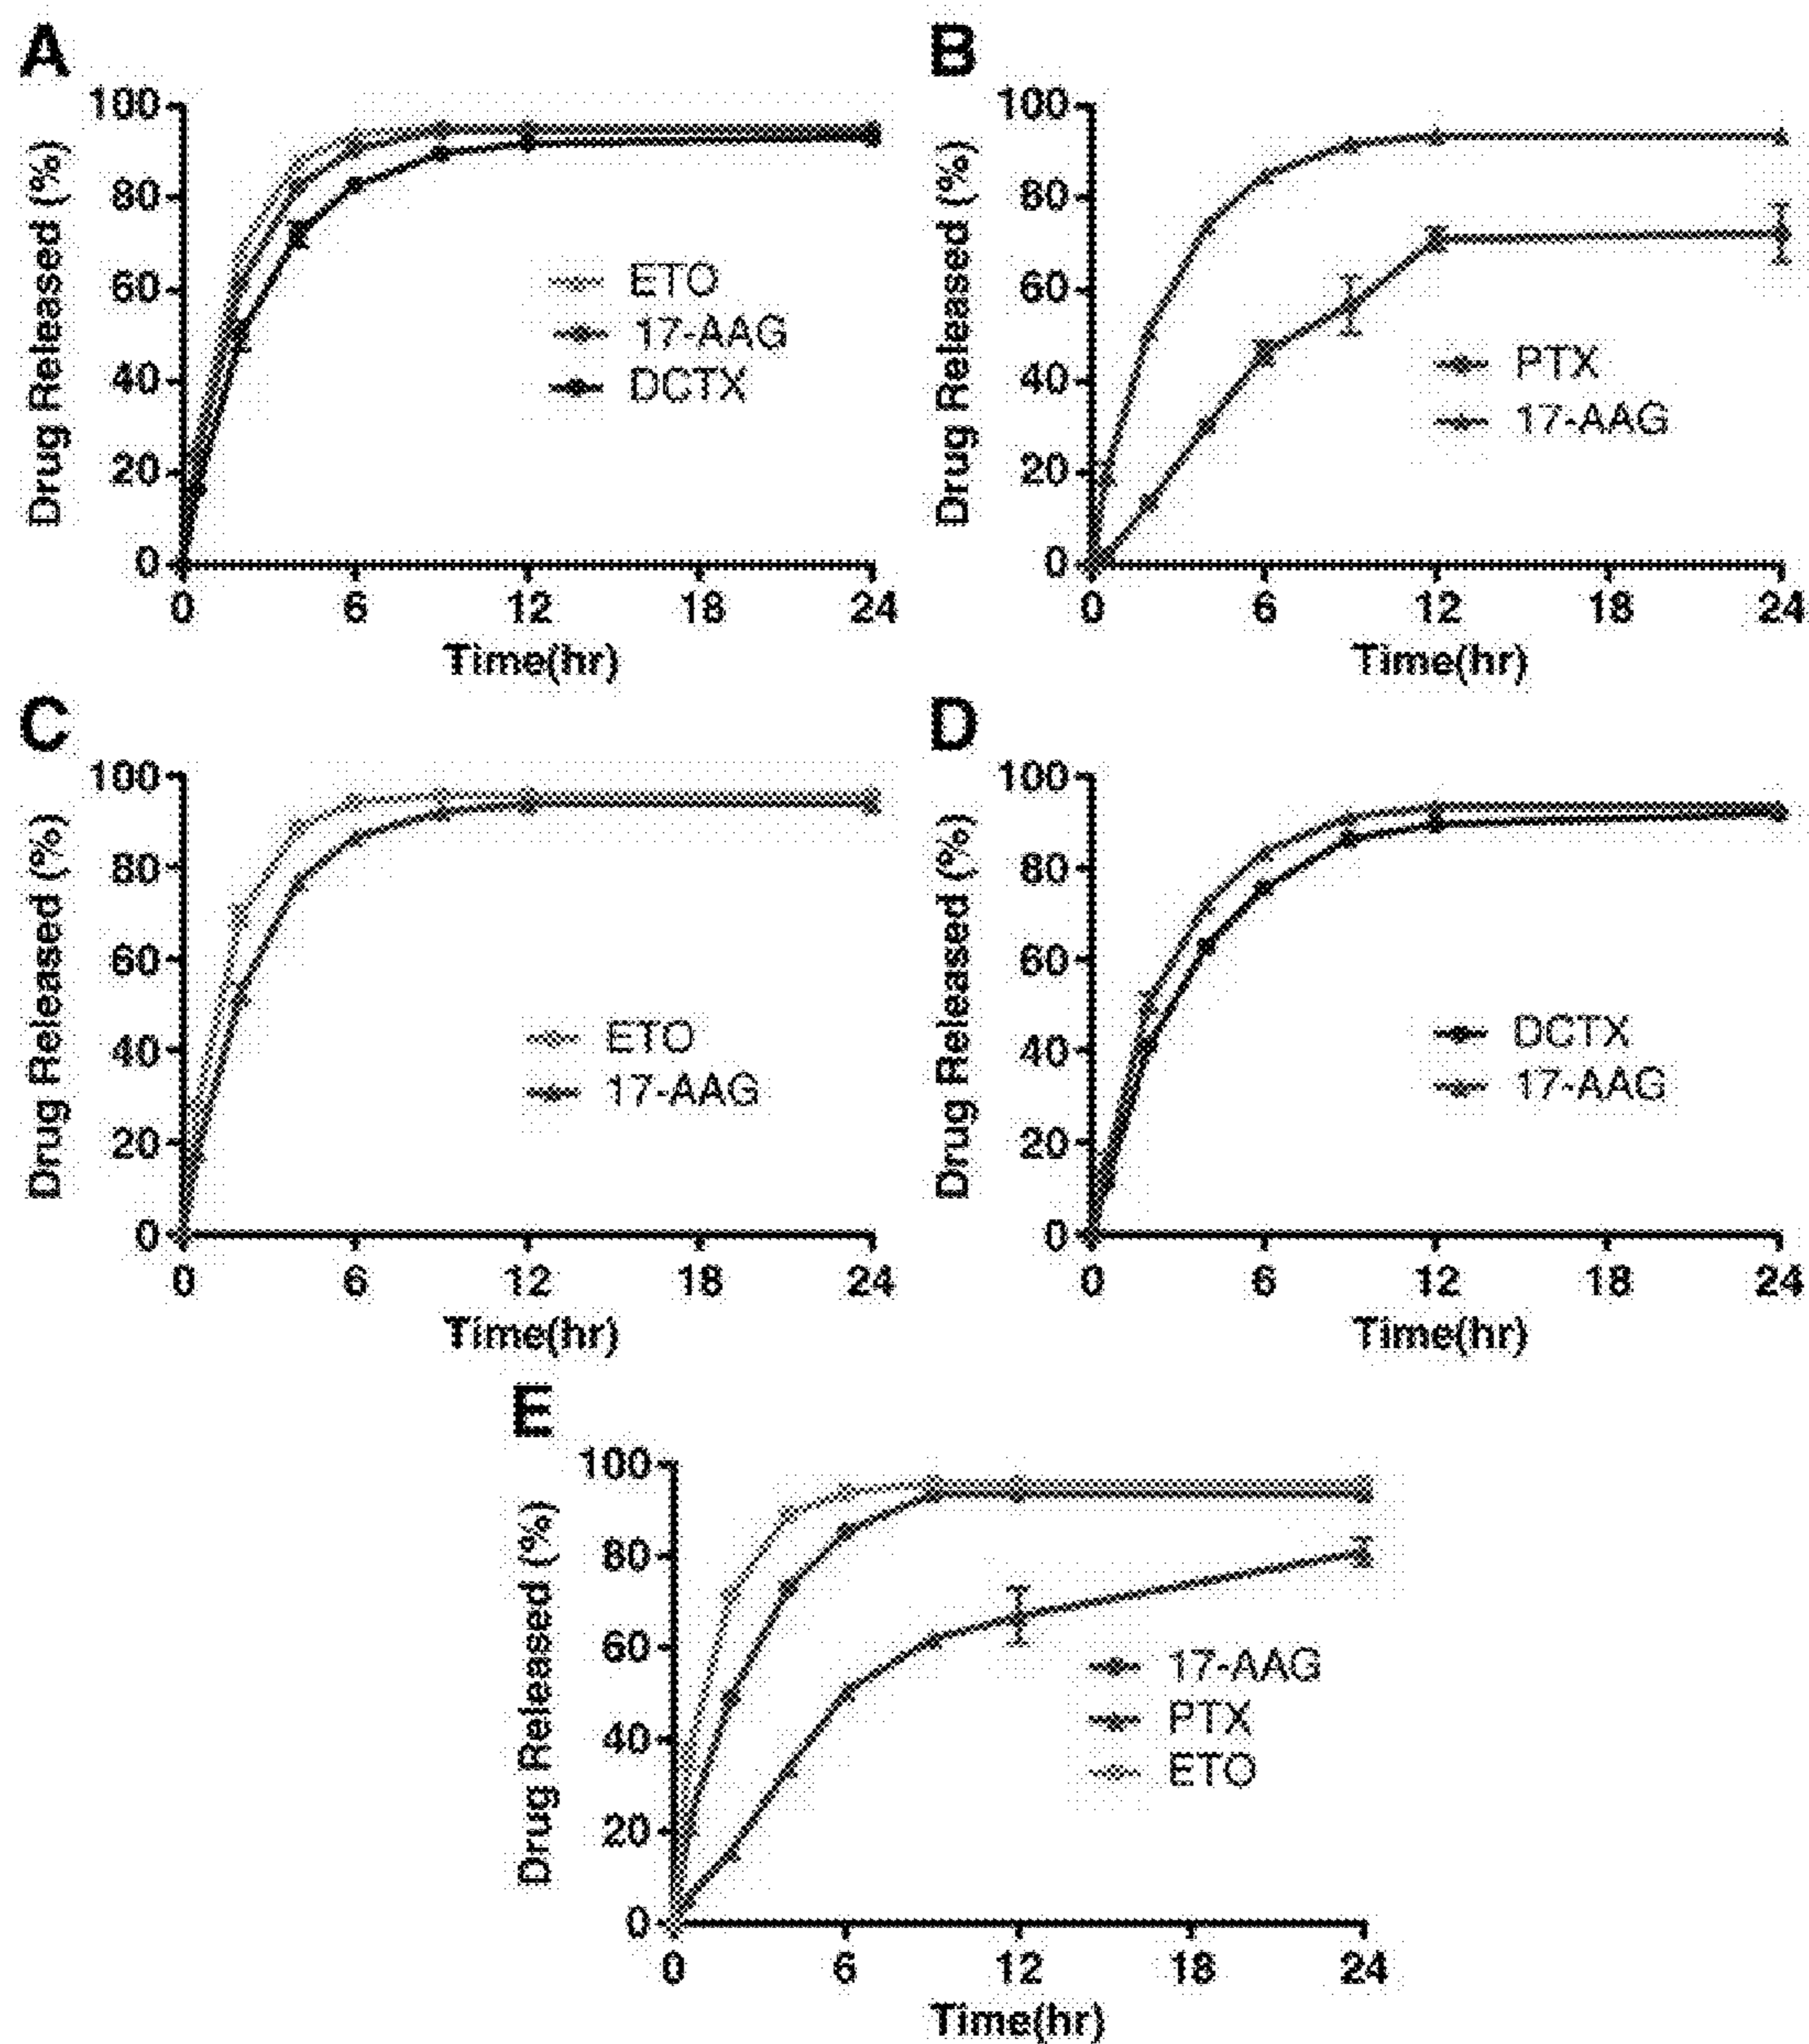 A
Drug Released (%)
100
80
60
40
20
0
ETO
17-AAG
DCTX
0 6 12 18 24
Time(hr)
B
Drug Released (%)
100
80
60
40
20
0
PTX
17-AAG
0 6 12 18 24
Time(hr)
C
Drug Released (%)
100
80
60
40
20
0
ETO
17-AAG
0 6 12 18 24
Time(hr)
D
Drug Released (%)
100
80
60
40
20
0
DCTX
17-AAG
0 6 12 18 24
Time(hr)
E
Drug Released (%)
100
80
60
40
20
0
17-AAG
PTX
ETO
0 6 12 18 24
Time(hr)